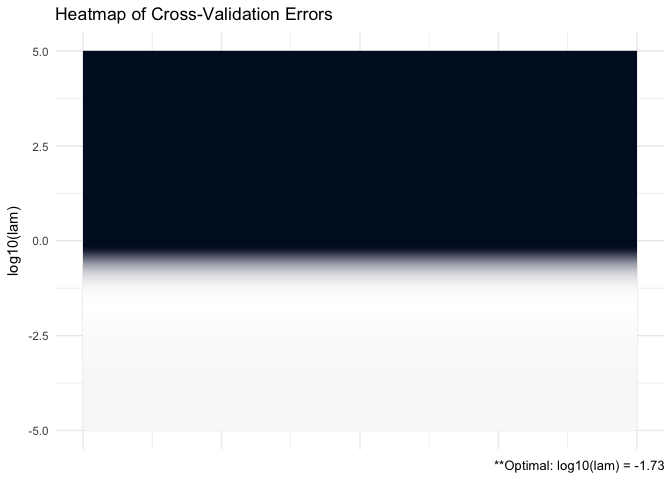 Heatmap of Cross-Validation Errors
5.0
2.5
0.0
-2.5
-5.0
log10(lam)
**Optimal: log10(lam) = -1.73